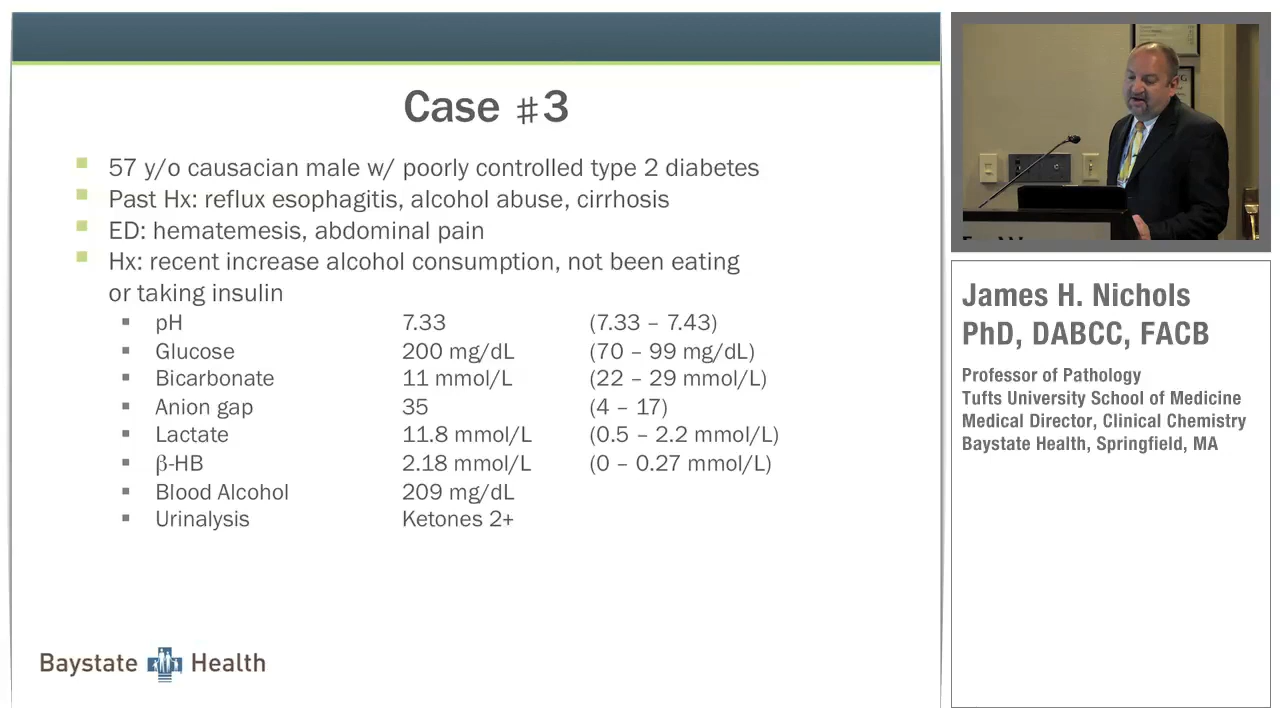 Case #3
57 y/o causacian male w/ poorly controlled type 2 diabetes
Past Hx: reflux esophagitis, alcohol abuse, cirrhosis
ED: hematemesis, abdominal pain
Hx: recent increase alcohol consumption, not been eating
or taking insulin
pH 7.33 (7.33 – 7.43)
Glucose 200 mg/dL (70 – 99 mg/dL)
Bicarbonate 11 mmol/L (22 – 29 mmol/L)
Anion gap 35 (4 – 17)
Lactate 11.8 mmol/L (0.5 – 2.2 mmol/L)
β-HB 2.18 mmol/L (0 – 0.27 mmol/L)
Blood Alcohol 209 mg/dL
Urinalysis Ketones 2+
Baystate Health
James H. Nichols
PhD, DABCC, FACB
Professor of Pathology
Tufts University School of Medicine
Medical Director, Clinical Chemistry
Baystate Health, Springfield, MA